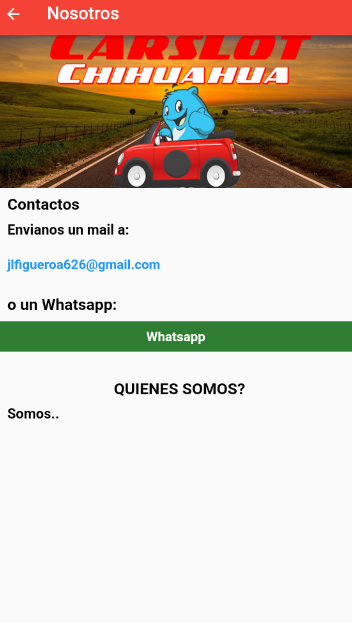 Nosotros
CARSLOT
CHIHUAHUA
Contactos
Envianos un mail a:
jlfigueroa626@gmail.com
o un Whatsapp:
Whatsapp
QUIENES SOMOS?
Somos..